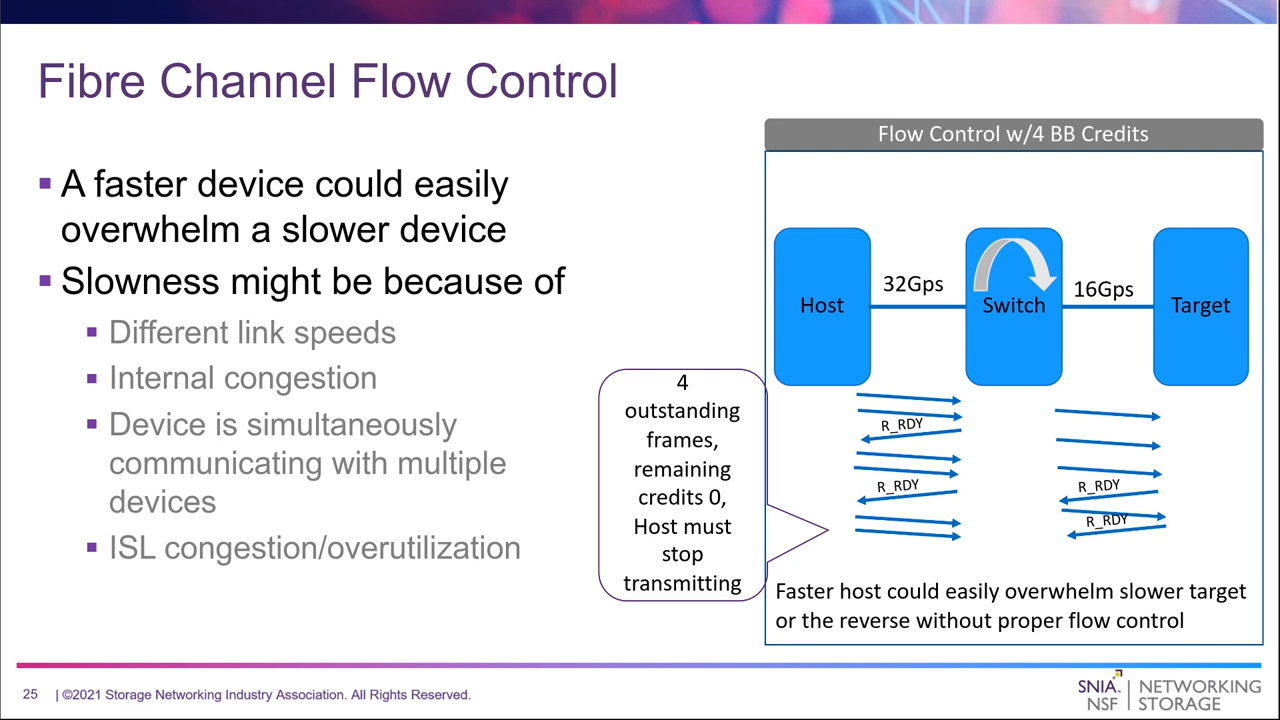 Fibre Channel Flow Control
▪ A faster device could easily
overwhelm a slower device
▪ Slowness might be because of
▪ Different link speeds
▪ Internal congestion
▪ Device is simultaneously
communicating with multiple
devices
▪ ISL congestion/overutilization
Flow Control w/4 BB Credits
Host
32Gps
Switch
16Gps
Target
R_RDY
R_RDY
R_RDY
R_RDY
4
outstanding
frames,
remaining
credits 0,
Host must
stop
transmitting
Faster host could easily overwhelm slower target
or the reverse without proper flow control
25 | ©2021 Storage Networking Industry Association. All Rights Reserved.
SNIA. | NETWORKING
NSF | STORAGE